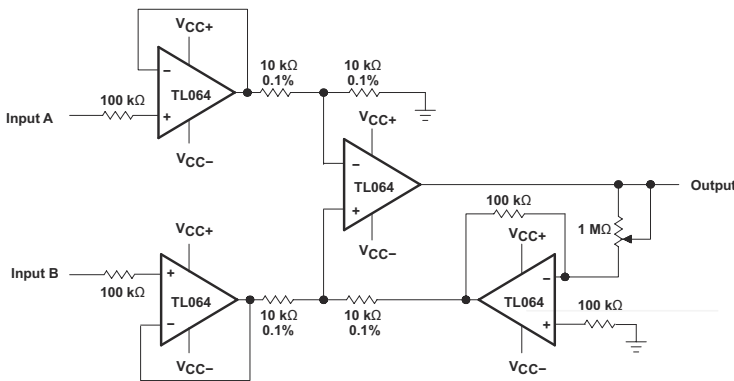 VCC+
10 kΩ
0.1%
10 kΩ
0.1%
TL064
100 kΩ
Input A
VCC+
VCC−
TL064
Output
100 kΩ
VCC+
1 MΩ
VCC−
VCC+
Input B
100 kΩ
TL064
TL064
100 kΩ
10 kΩ
0.1%
10 kΩ
0.1%
VCC−
VCC−